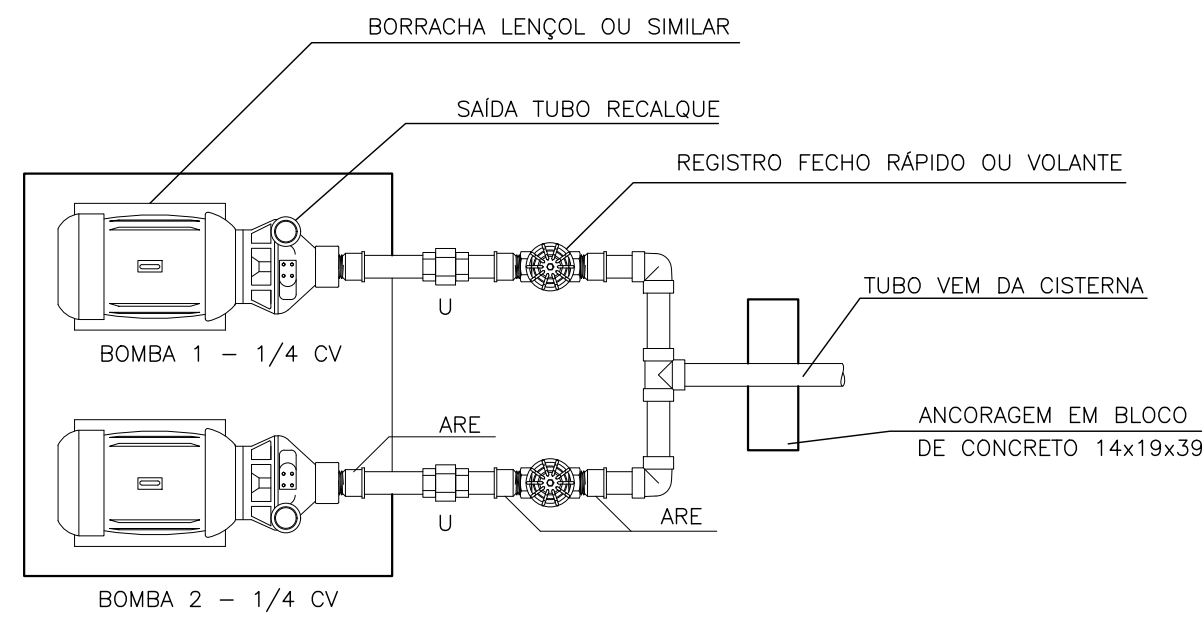 BORRACHA LENÇOL OU SIMILAR
SAÍDA TUBO RECALQUE
REGISTRO FECHO RÁPIDO OU VOLANTE
TUBO VEM DA CISTERNA
U
BOMBA 1 – 1/4 CV
ANCORAGEM EM BLOCO
DE CONCRETO 14x19x39
ARE
U
ARE
BOMBA 2 – 1/4 CV